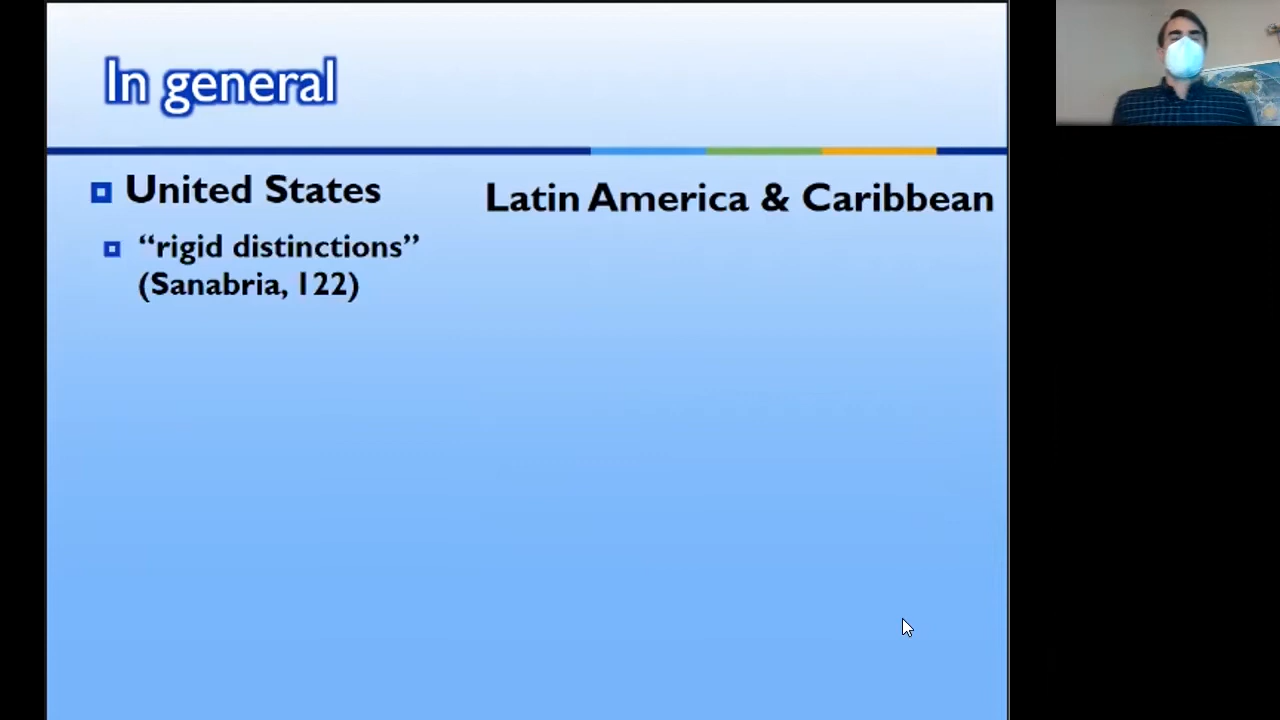 In general
United States
Latin America & Caribbean
“rigid distinctions”
(Sanabria, 122)